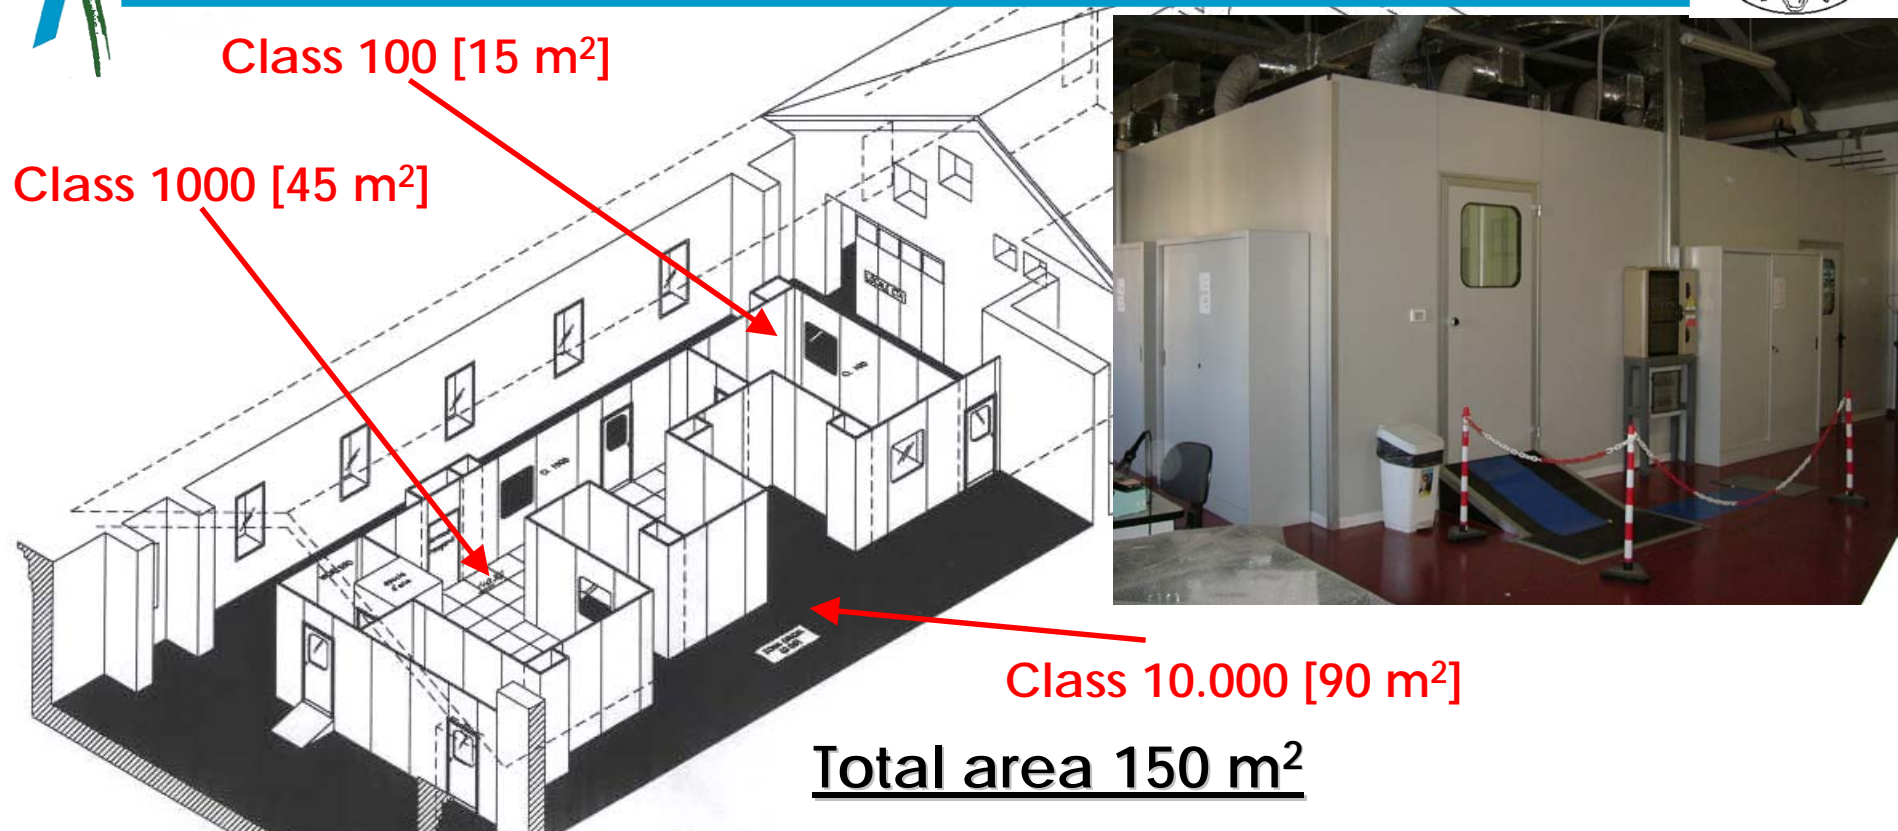 Class 100 [15 m²]
Class 1000 [45 m²]
Class 10.000 [90 m²]
Total area 150 m²